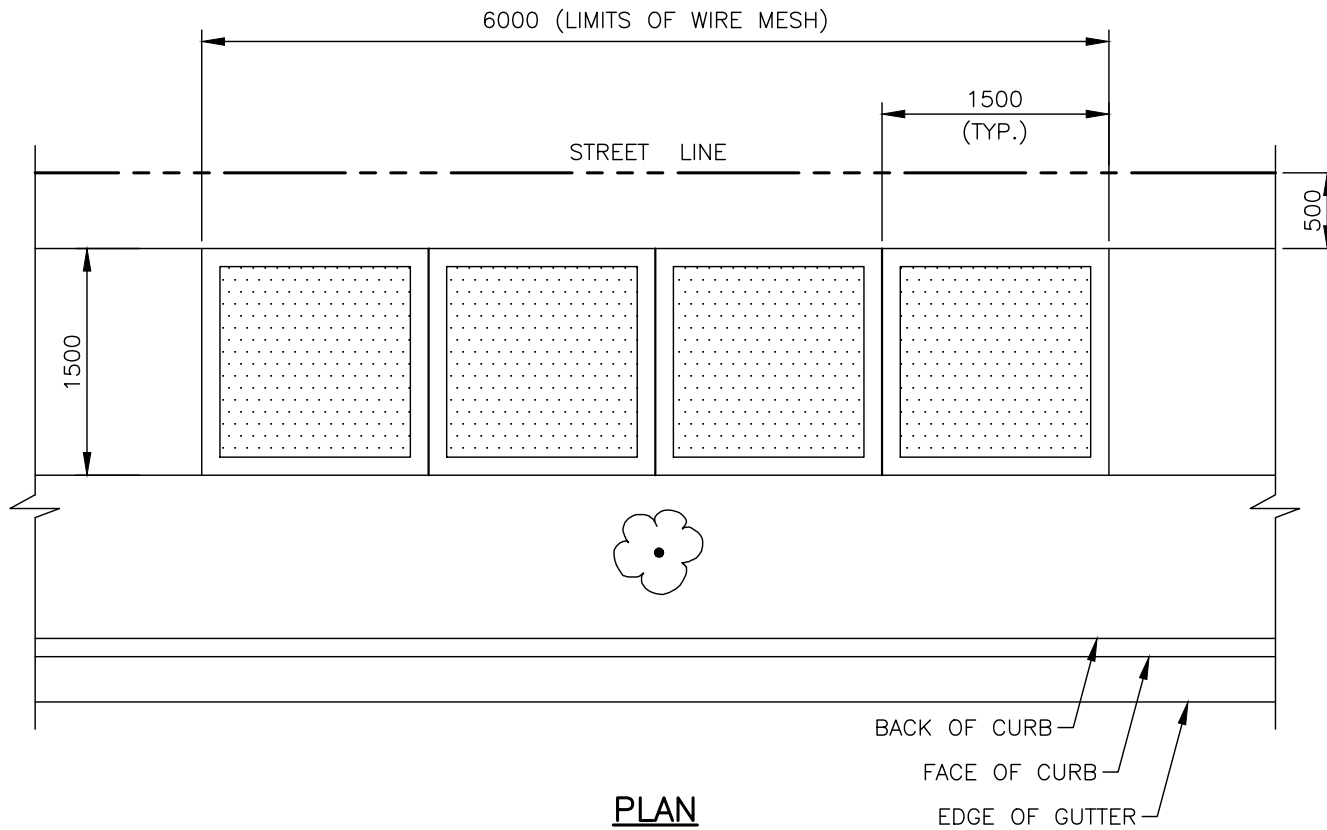 6000 (LIMITS OF WIRE MESH)
1500
(TYP.)
STREET LINE
500
1500
BACK OF CURB
FACE OF CURB
EDGE OF GUTTER
PLAN